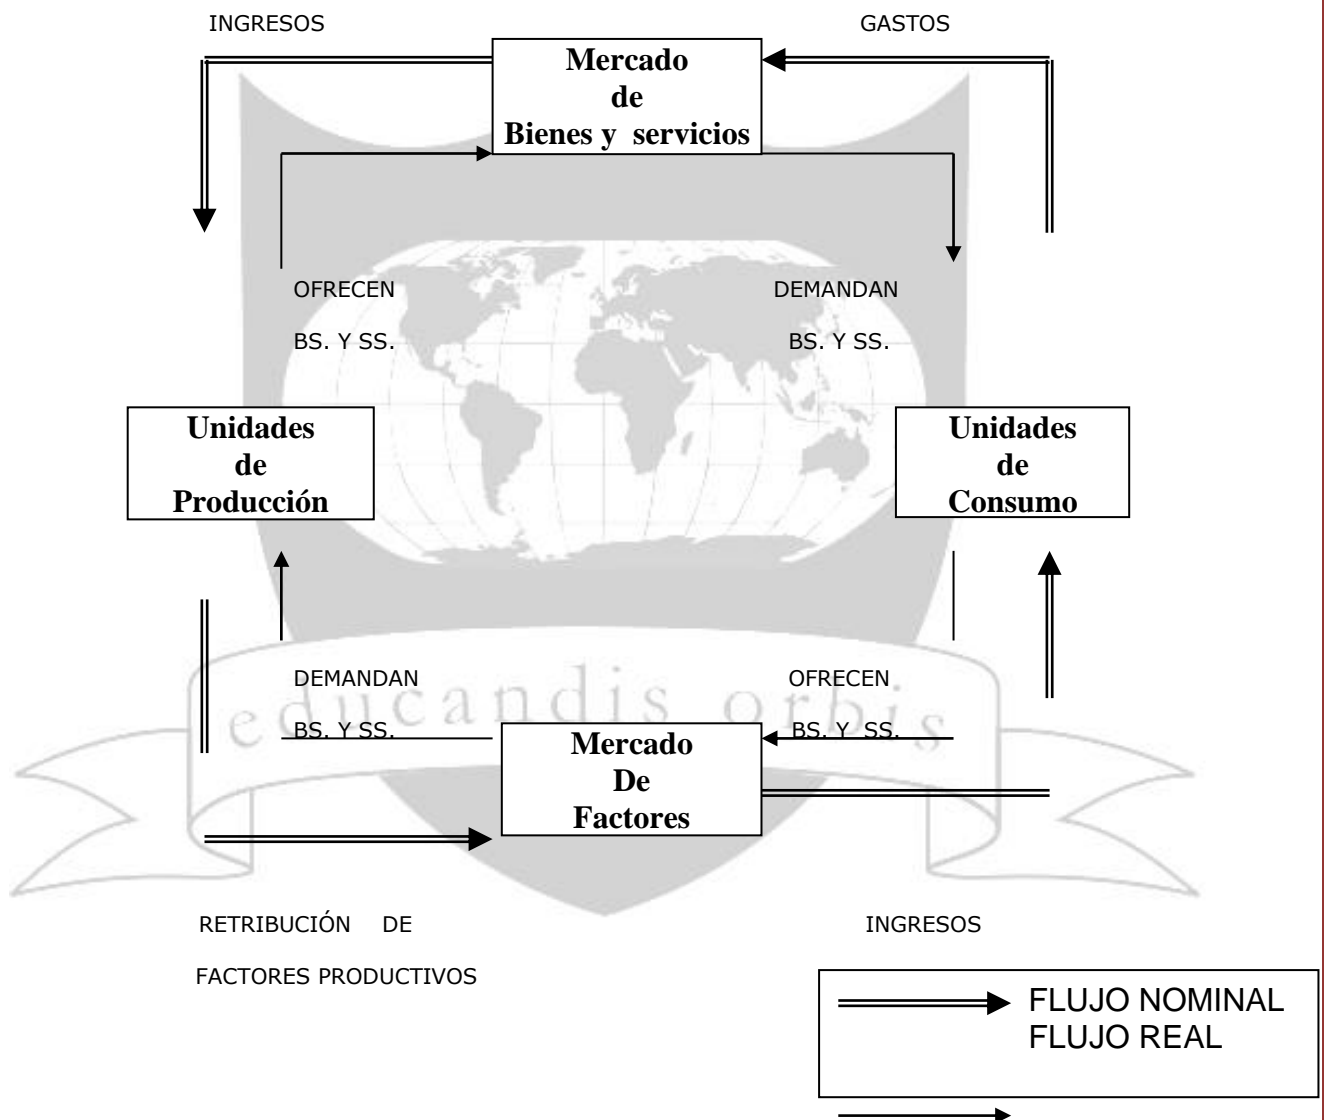 INGRESOS
GASTOS
Mercado
de
Bienes y servicios
OFRECEN
BS. Y SS.
DEMANDAN
BS. Y SS.
Unidades
de
Producción
Unidades
de
Consumo
DEMANDAN
BS. Y SS.
OFRECEN
BS. Y SS.
educandis orbis
Mercado
De
Factores
RETRIBUCIÓN DE
FACTORES PRODUCTIVOS
INGRESOS
FLUJO NOMINAL
FLUJO REAL